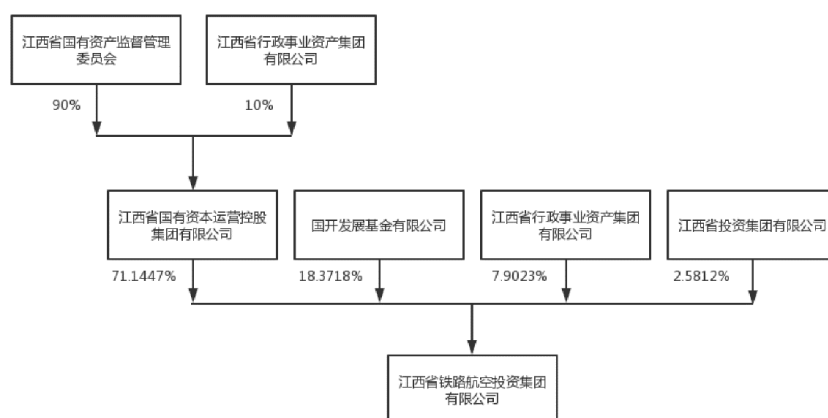 江西省国有资产监督管理
委员会
江西省行政事业资产集团
有限公司
90%
10%
江西省国有资本运营控股
集团有限公司
国开发展基金有限公司
江西省行政事业资产集团
有限公司
江西省投资集团有限公司
71.1447%
18.3718%
7.9023%
2.5812%
江西省铁路航空投资集团
有限公司